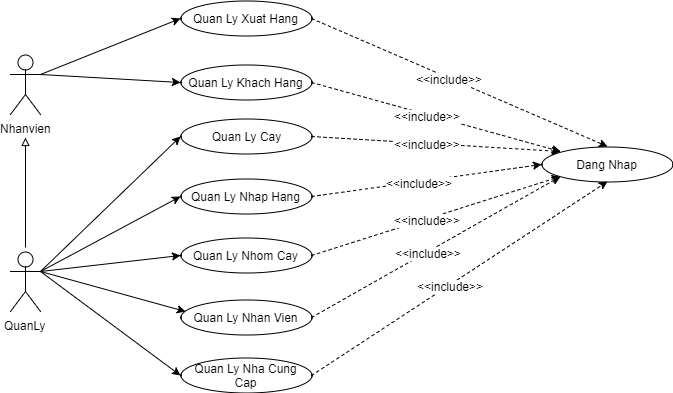 Quan Ly Xuat Hang
<<include>>
Quan Ly Khach Hang
<<include>>
Nhanvien
Quan Ly Cay
<<include>>
Dang Nhap
Quan Ly Nhap Hang
<<include>>
<<include>>
Quan Ly Nhom Cay
<<include>>
<<include>>
QuanLy
Quan Ly Nhan Vien
Quan Ly Nha Cung
Cap